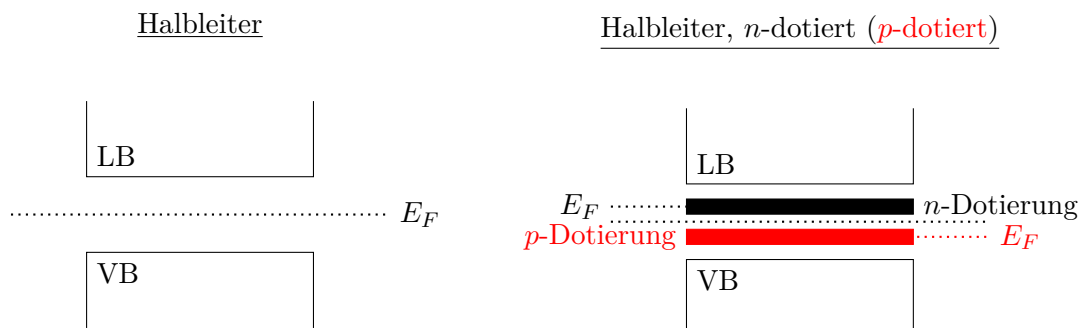 Halbleiter
LB
E_F
VB
Halbleiter, n-dotiert (p-dotiert)
LB
E_F
n-Dotierung
p-Dotierung
E_F
VB